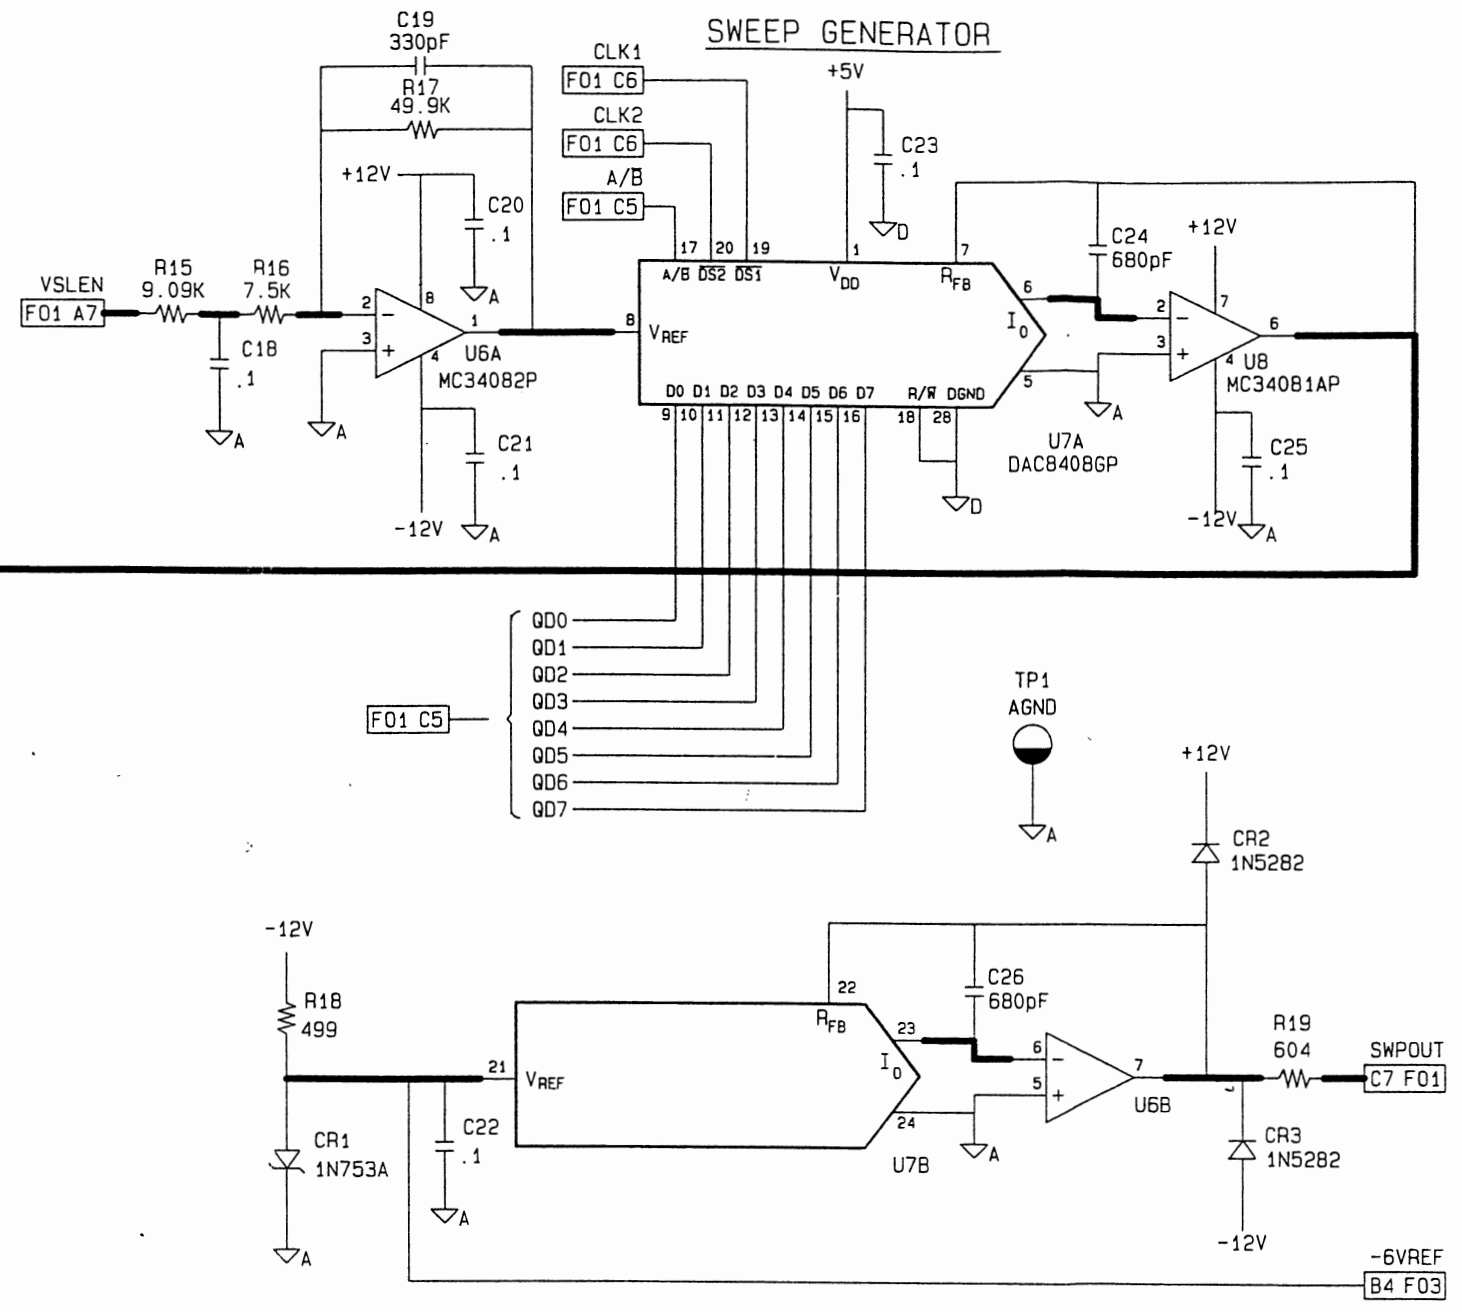 SWEEP GENERATOR
C19
330pF
R17
49.9K
CLK1
F01 C6
CLK2
F01 C6
A/B̅
F01 C5
+5V
C23
.1
D
+12V
C20
.1
A
VSLEN
F01 A7
R15
9.09K
R16
7.5K
C18
.1
A
2
-
3
+
8
1
4
U6A
MC34082P
A
C21
.1
-12V
A
17 20 19
A/B̅ D̅S̅2̅ D̅S̅1̅
1
VDD
7
RFB
8
VREF
6
IO
5
D0 D1 D2 D3 D4 D5 D6 D7
R/W̅ DGND
9 10 11 12 13 14 15 16
18 28
D
U7A
DAC8408GP
C24
680pF
+12V
7
2
-
3
+
6
4
U8
MC34081AP
A
C25
.1
-12V
A
F01 C5
QD0
QD1
QD2
QD3
QD4
QD5
QD6
QD7
TP1
AGND
A
+12V
CR2
1N5282
-12V
R18
499
CR1
1N753A
A
C22
.1
A
21
VREF
22
RFB
23
IO
24
U7B
C26
680pF
6
-
5
+
7
U6B
A
R19
604
SWPOUT
C7 F01
CR3
1N5282
-12V
-6VREF
B4 F03